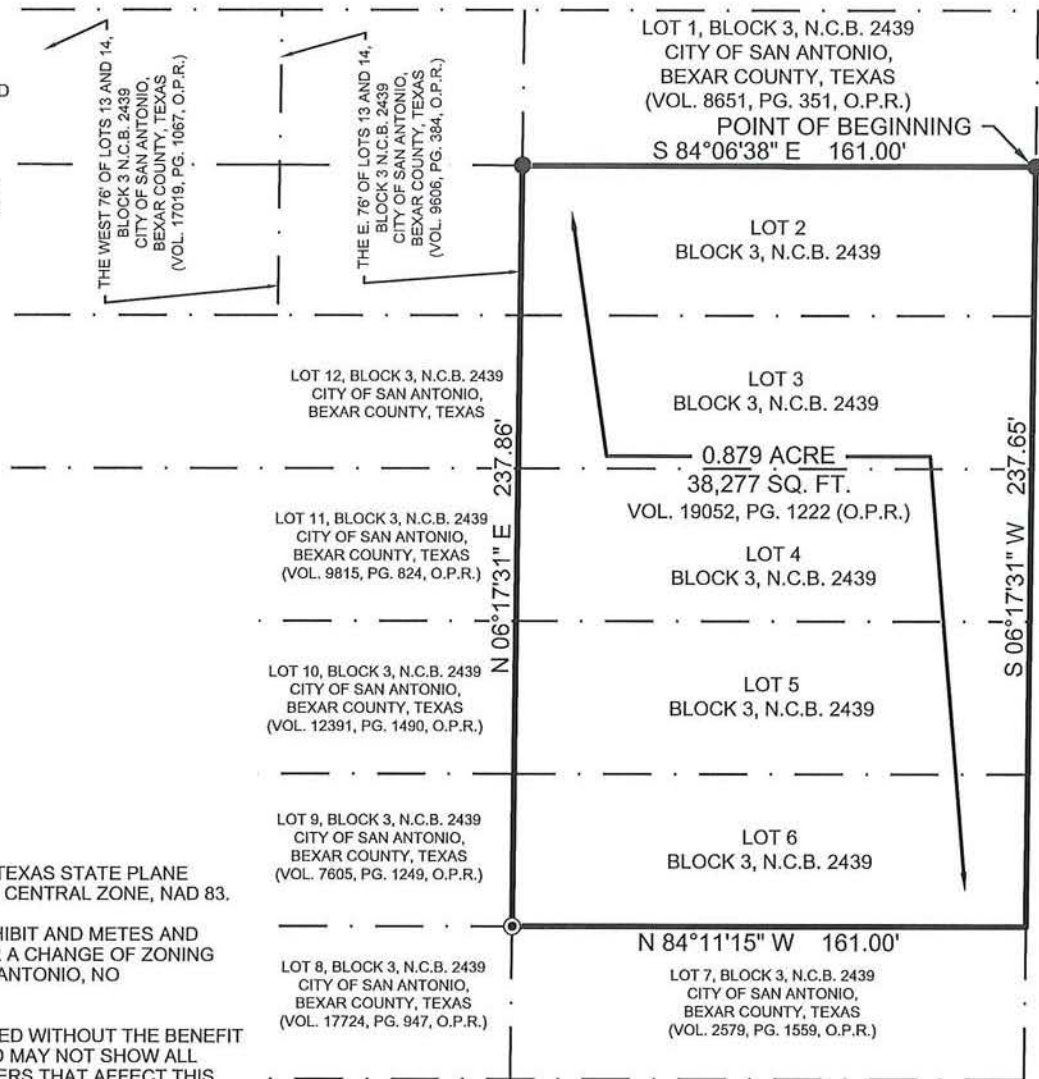 D
THE WEST 76' OF LOTS 13 AND 14,
BLOCK 3 N.C.B. 2439
CITY OF SAN ANTONIO,
BEXAR COUNTY, TEXAS
(VOL. 17019, PG. 1067, O.P.R.)
THE E. 76' OF LOTS 13 AND 14,
BLOCK 3 N.C.B. 2439
CITY OF SAN ANTONIO,
BEXAR COUNTY, TEXAS
(VOL. 9606, PG. 384, O.P.R.)
LOT 1, BLOCK 3, N.C.B. 2439
CITY OF SAN ANTONIO,
BEXAR COUNTY, TEXAS
(VOL. 8651, PG. 351, O.P.R.)
POINT OF BEGINNING
S 84°06'38" E 161.00'
LOT 2
BLOCK 3, N.C.B. 2439
LOT 12, BLOCK 3, N.C.B. 2439
CITY OF SAN ANTONIO,
BEXAR COUNTY, TEXAS
LOT 3
BLOCK 3, N.C.B. 2439
N 06°17'31" E 237.86'
0.879 ACRE
38,277 SQ. FT.
VOL. 19052, PG. 1222 (O.P.R.)
S 06°17'31" W 237.65'
LOT 11, BLOCK 3, N.C.B. 2439
CITY OF SAN ANTONIO,
BEXAR COUNTY, TEXAS
(VOL. 9815, PG. 824, O.P.R.)
LOT 4
BLOCK 3, N.C.B. 2439
LOT 10, BLOCK 3, N.C.B. 2439
CITY OF SAN ANTONIO,
BEXAR COUNTY, TEXAS
(VOL. 12391, PG. 1490, O.P.R.)
LOT 5
BLOCK 3, N.C.B. 2439
LOT 9, BLOCK 3, N.C.B. 2439
CITY OF SAN ANTONIO,
BEXAR COUNTY, TEXAS
(VOL. 7605, PG. 1249, O.P.R.)
LOT 6
BLOCK 3, N.C.B. 2439
N 84°11'15" W 161.00'
LOT 8, BLOCK 3, N.C.B. 2439
CITY OF SAN ANTONIO,
BEXAR COUNTY, TEXAS
(VOL. 17724, PG. 947, O.P.R.)
LOT 7, BLOCK 3, N.C.B. 2439
CITY OF SAN ANTONIO,
BEXAR COUNTY, TEXAS
(VOL. 2579, PG. 1559, O.P.R.)
TEXAS STATE PLANE
CENTRAL ZONE, NAD 83.
HIBIT AND METES AND
A CHANGE OF ZONING
ANTONIO, NO
ED WITHOUT THE BENEFIT
MAY NOT SHOW ALL
ERS THAT AFFECT THIS